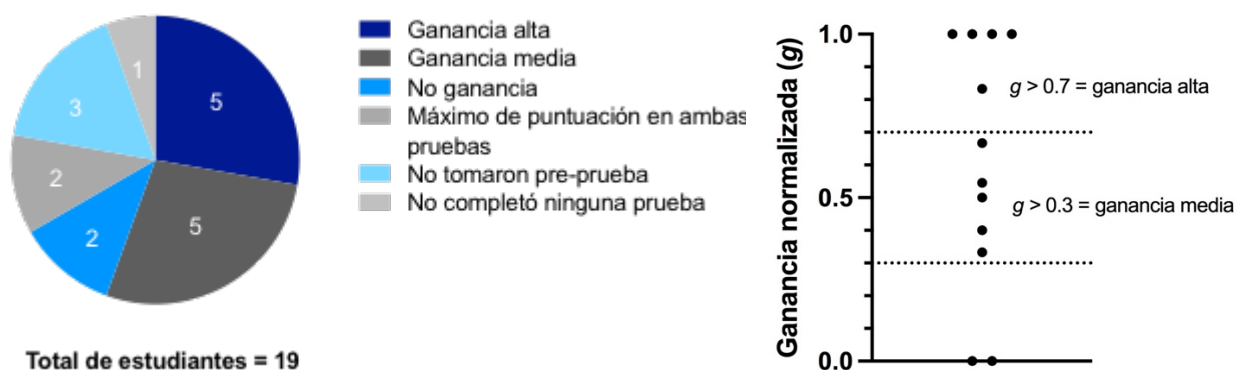 5
5
2
2
3
1
Total de estudiantes = 19
Ganancia alta
Ganancia media
No ganancia
Máximo de puntuación en ambas
pruebas
No tomaron pre-prueba
No completó ninguna prueba
Ganancia normalizada (g)
1.0
0.5
0.0
g > 0.7 = ganancia alta
g > 0.3 = ganancia media